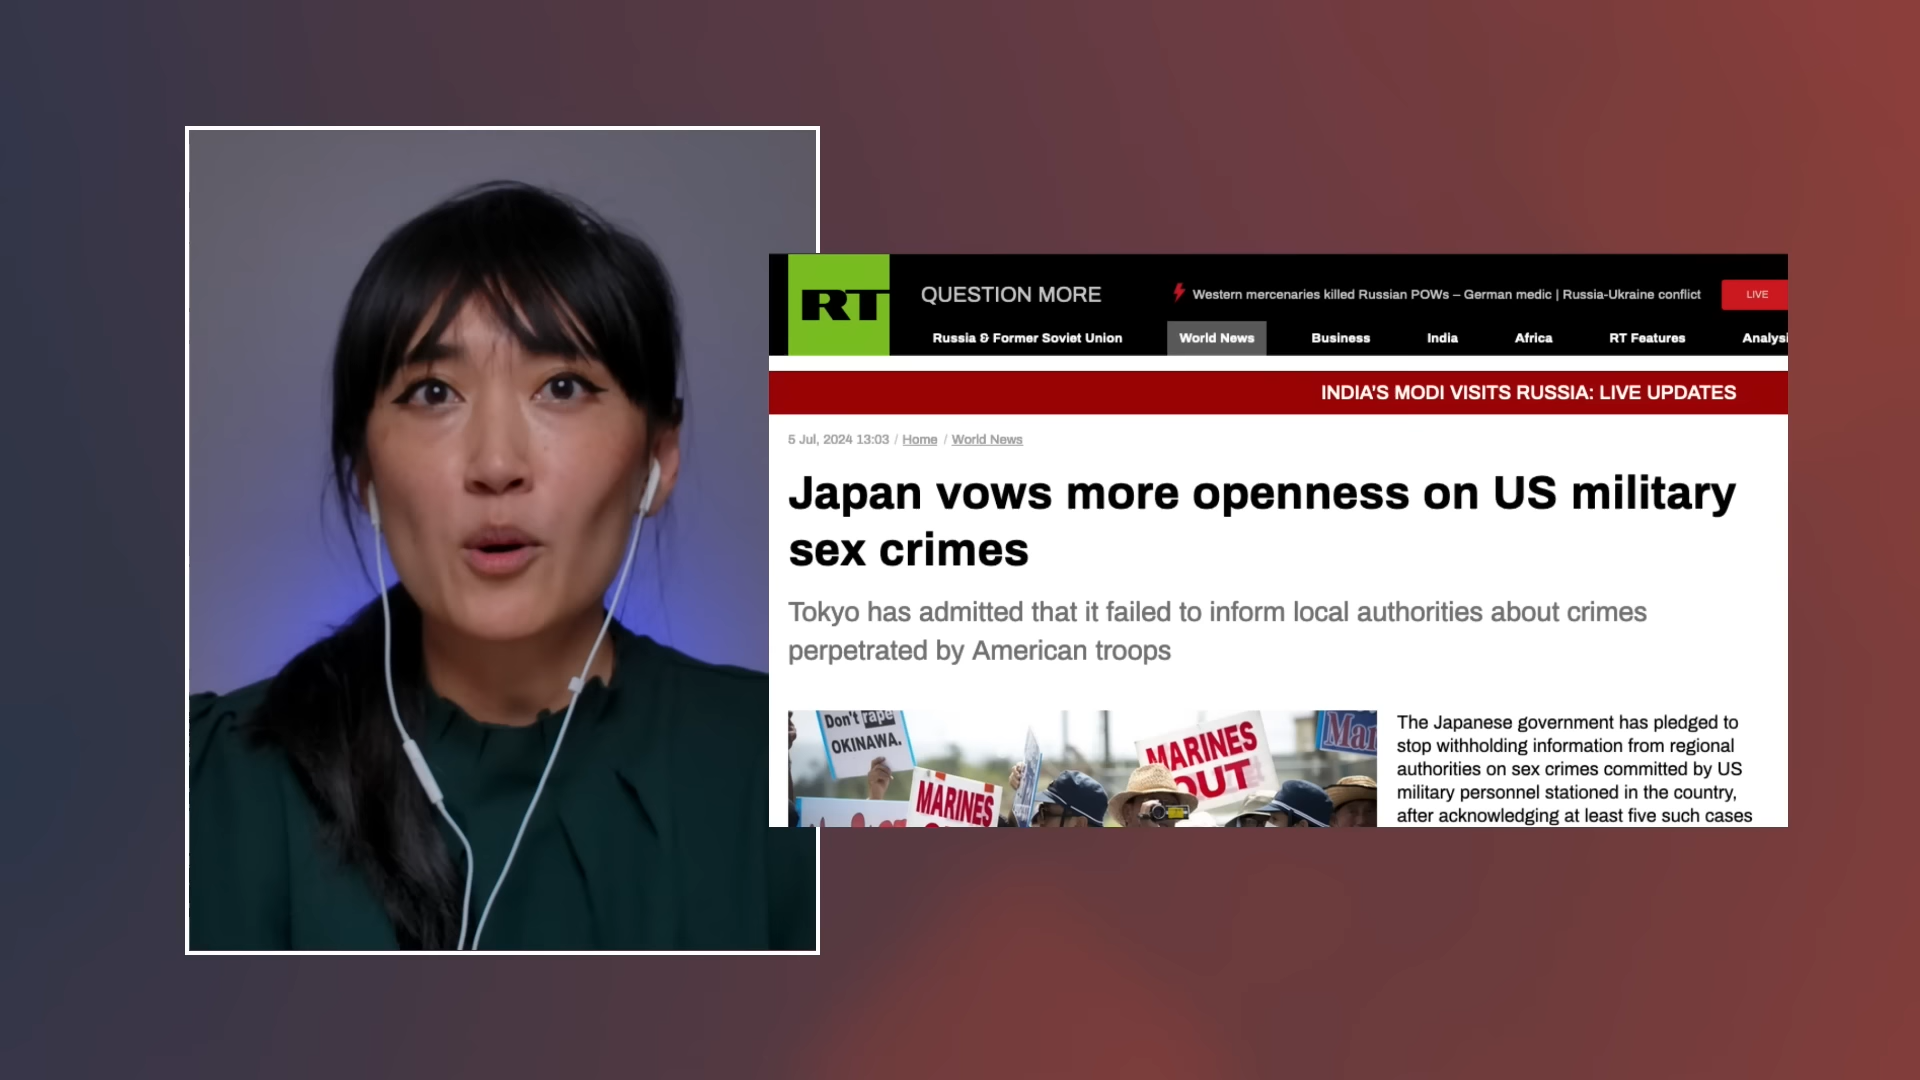 RT
QUESTION MORE
Western mercenaries killed Russian POWs – German medic | Russia-Ukraine conflict
LIVE
Russia & Former Soviet Union
World News
Business
India
Africa
RT Features
Analysi
INDIA'S MODI VISITS RUSSIA: LIVE UPDATES
5 Jul, 2024 13:03 / Home / World News
Japan vows more openness on US military
sex crimes
Tokyo has admitted that it failed to inform local authorities about crimes
perpetrated by American troops
Don't rape
OKINAWA.
MARINES
MARINES
OUT
Mar
The Japanese government has pledged to
stop withholding information from regional
authorities on sex crimes committed by US
military personnel stationed in the country,
after acknowledging at least five such cases